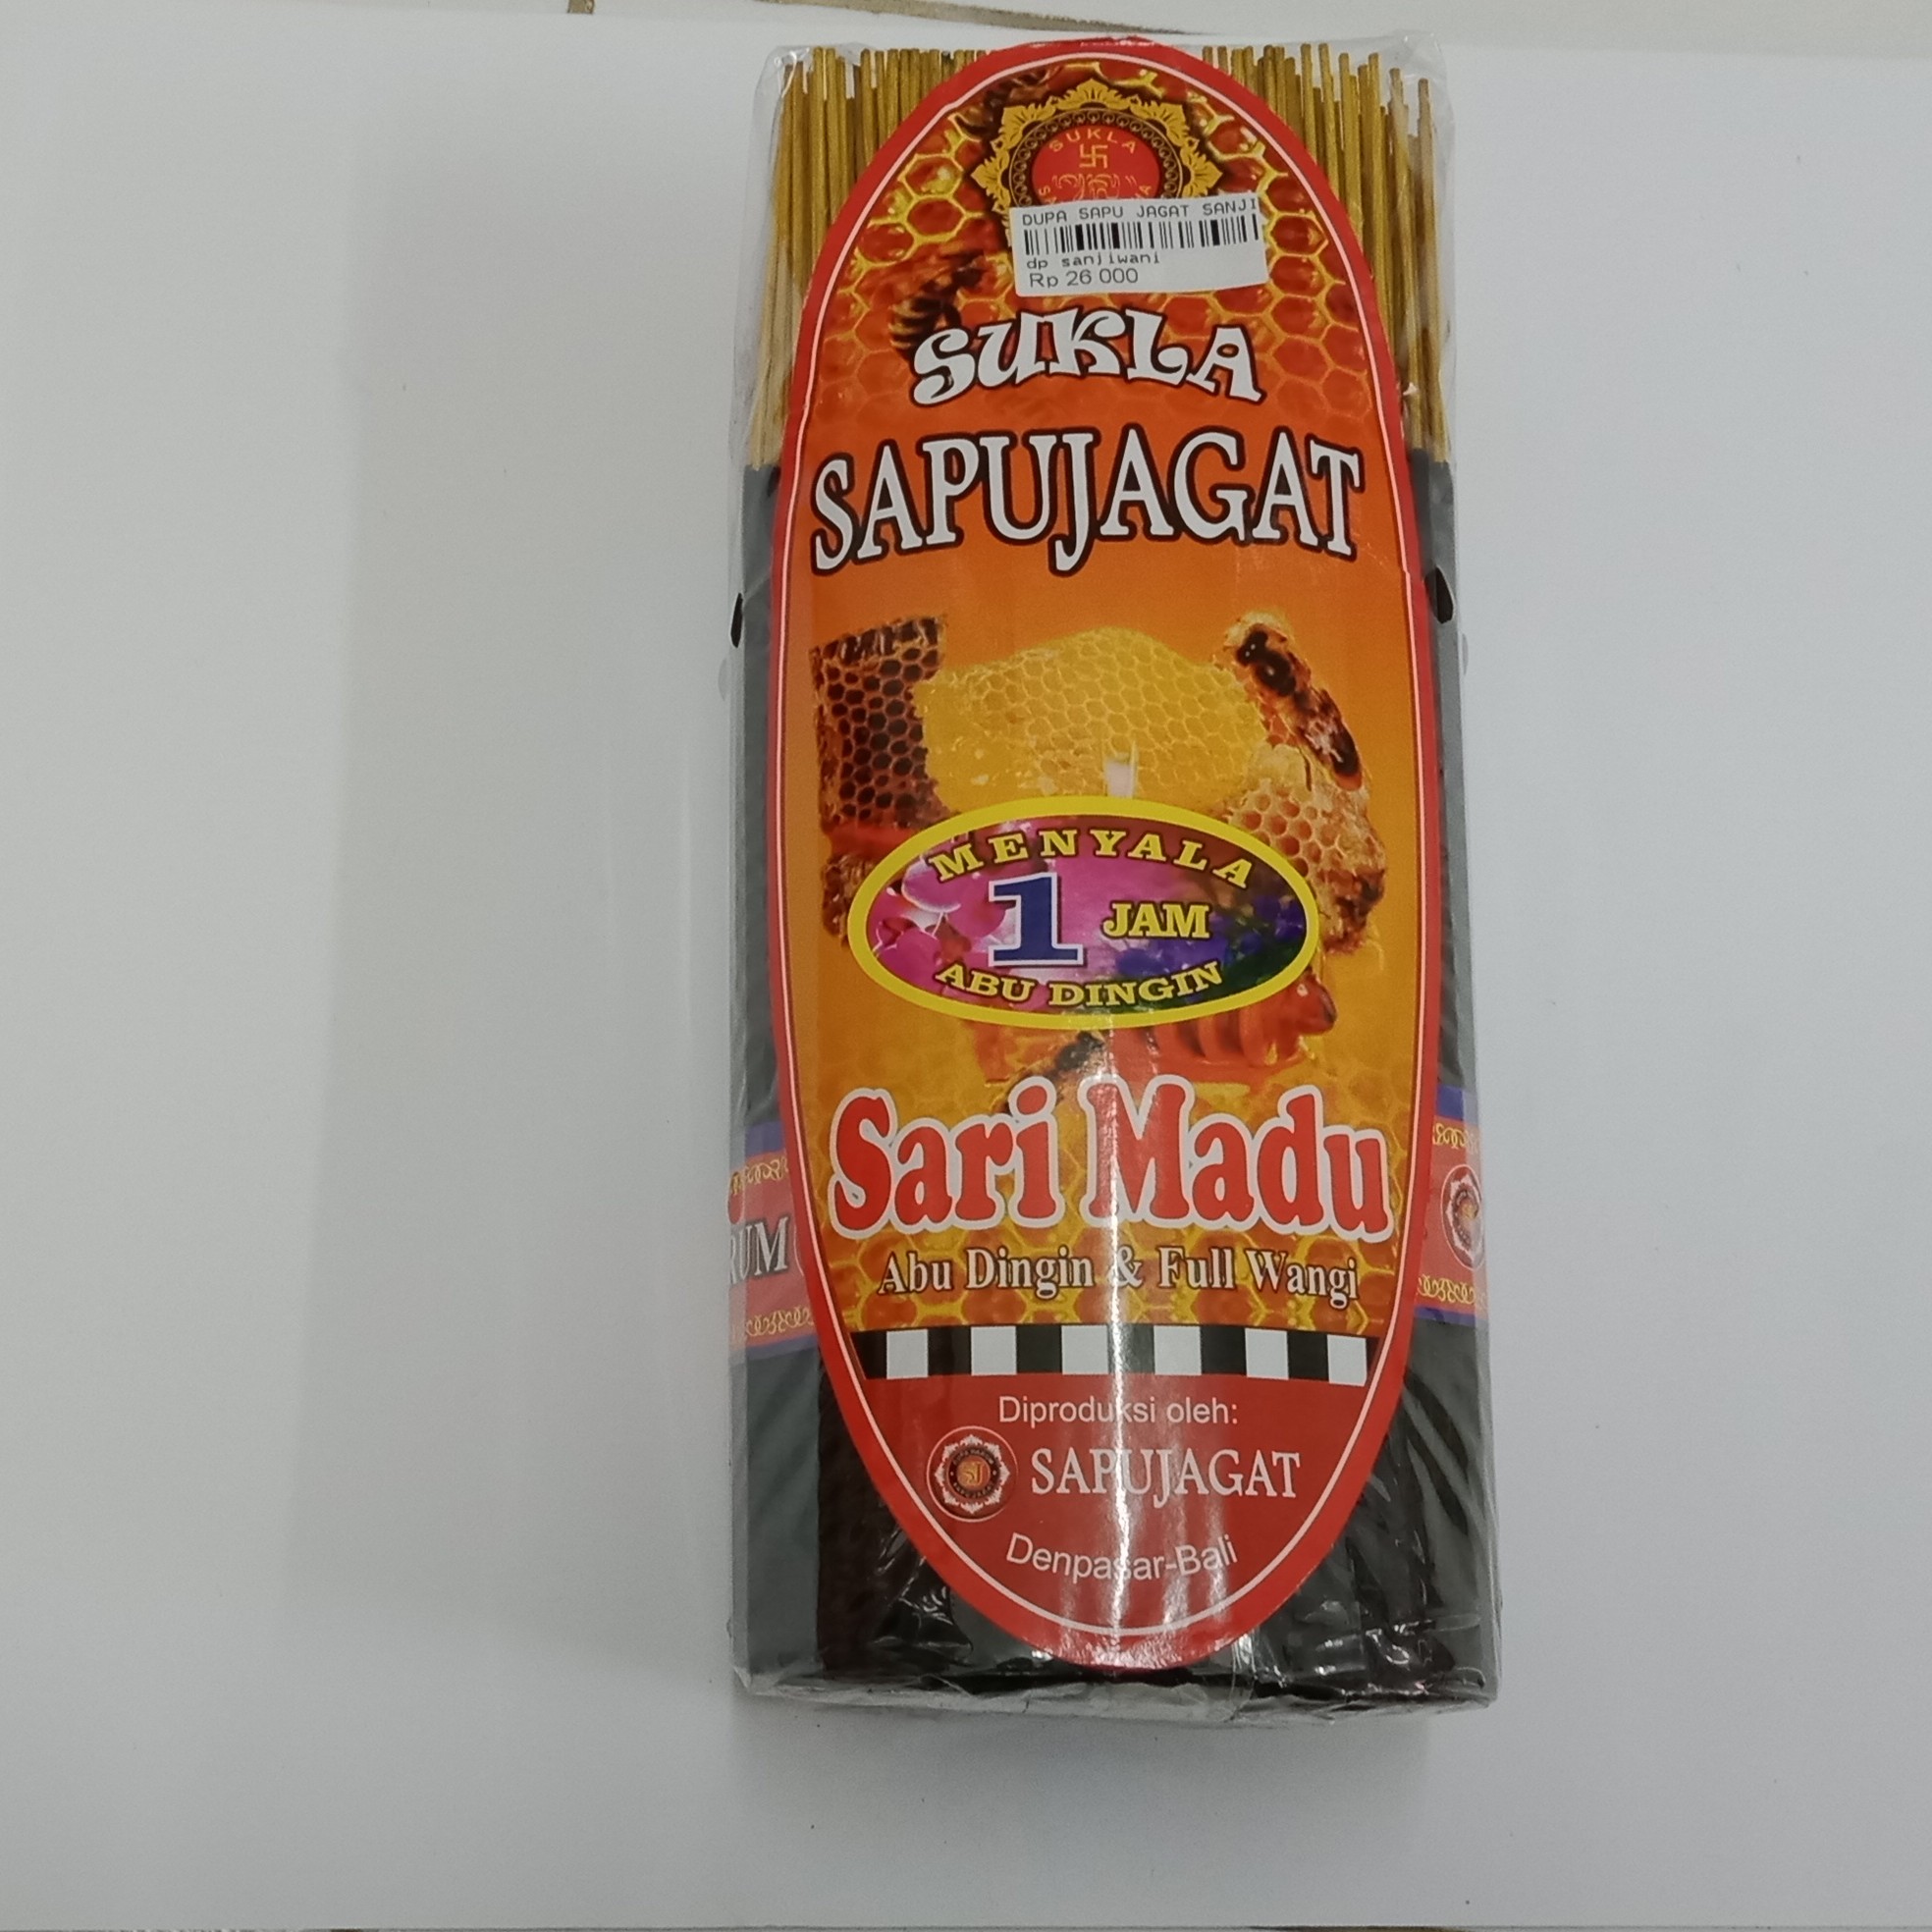 SUKLA
DUPA SAPU JAGAT SANJI
dp sanjiwani
Rp 26 000
SUKLA
SAPUJAGAT
MENYALA
1 JAM
ABU DINGIN
Sari Madu
RUM
Abu Dingin & Full Wangi
Diproduksi oleh:
SAPUJAGAT
Denpasar-Bali